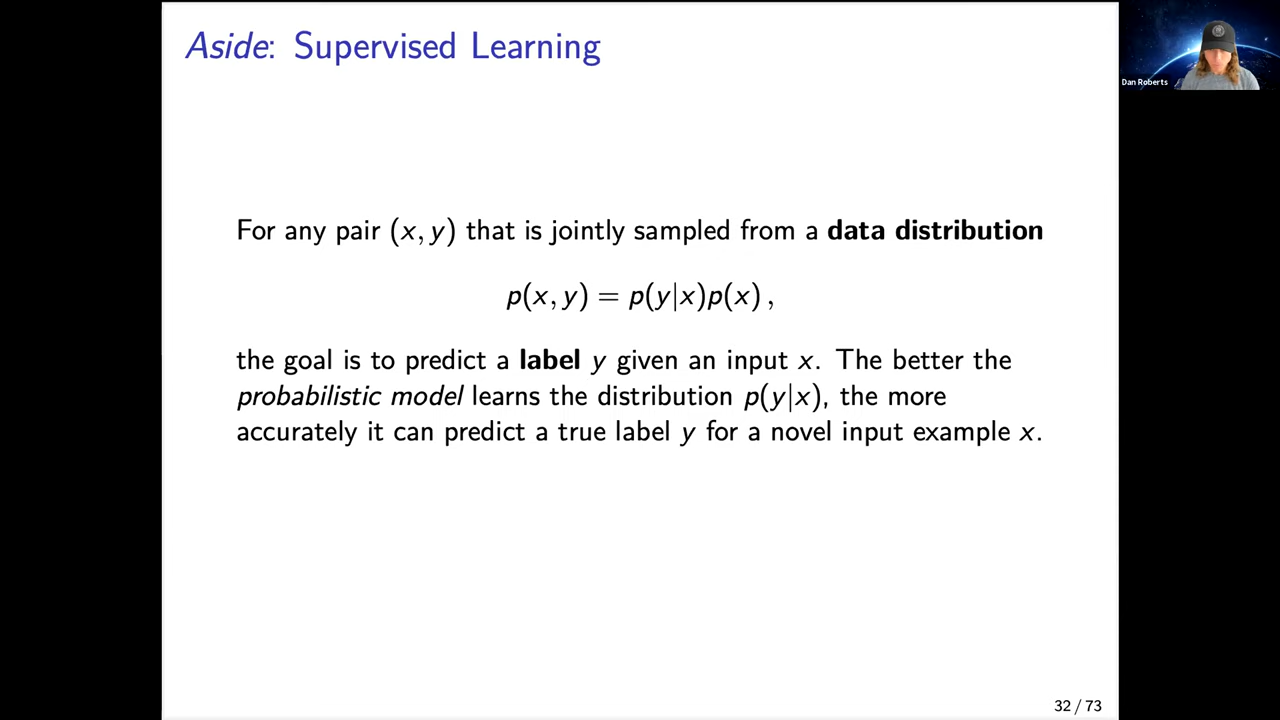 Aside: Supervised Learning
Dan Roberts
For any pair (x, y) that is jointly sampled from a data distribution
p(x, y) = p(y|x)p(x) ,
the goal is to predict a label y given an input x. The better the
probabilistic model learns the distribution p(y|x), the more
accurately it can predict a true label y for a novel input example x.
32 / 73